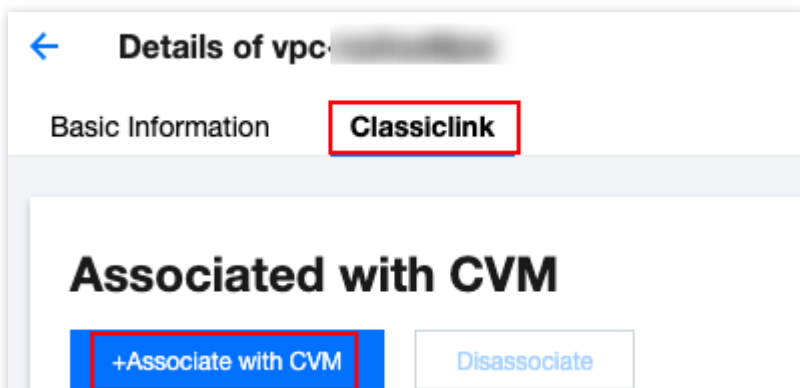 Details of vpc-
Basic Information Classiclink
Associated with CVM
+Associate with CVM Disassociate